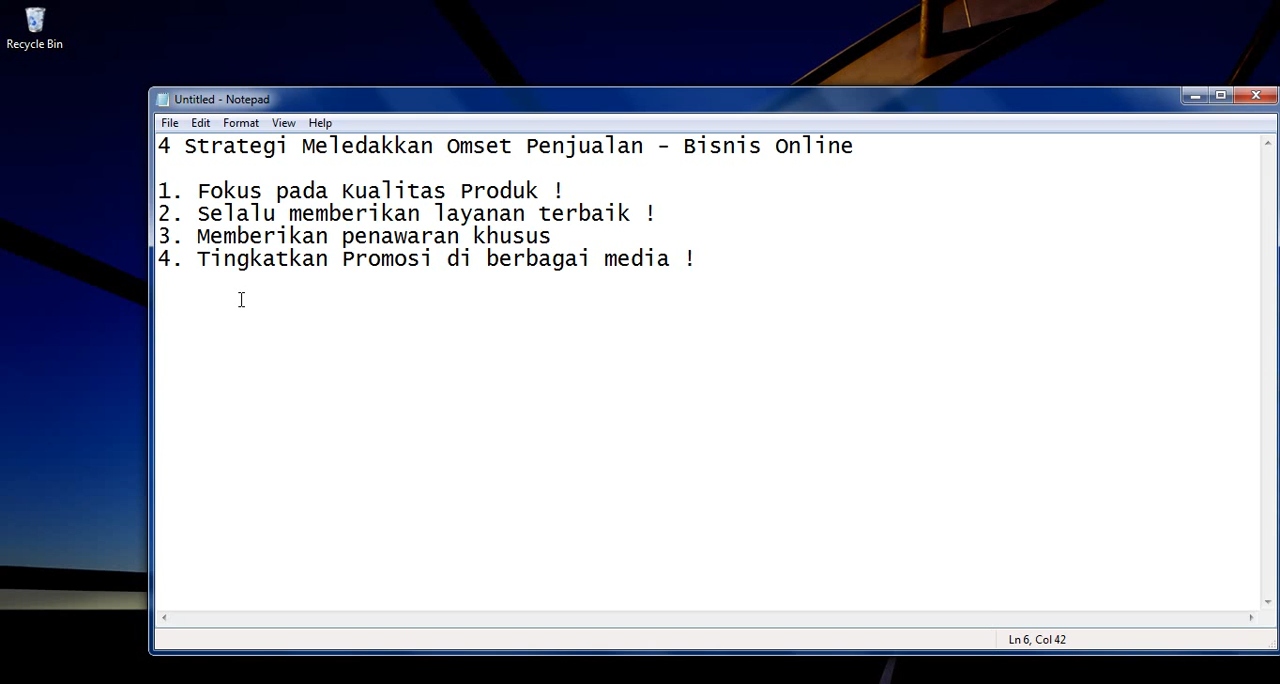 Recycle Bin
Untitled - Notepad
File Edit Format View Help
4 Strategi Meledakkan Omset Penjualan - Bisnis Online
1. Fokus pada Kualitas Produk !
2. Selalu memberikan layanan terbaik !
3. Memberikan penawaran khusus
4. Tingkatkan Promosi di berbagai media !
Ln 6, Col 42